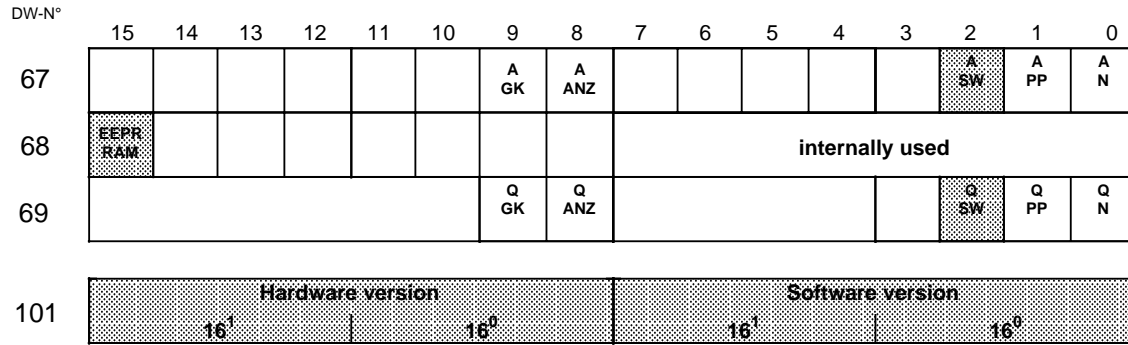 DW-N°
15 14 13 12 11 10 9 8 7 6 5 4 3 2 1 0
67 A GK A ANZ A SW A PP A N
68 EEPR RAM internally used
69 Q GK Q ANZ Q SW Q PP Q N
101 Hardware version Software version
16¹ 16⁰ 16¹ 16⁰